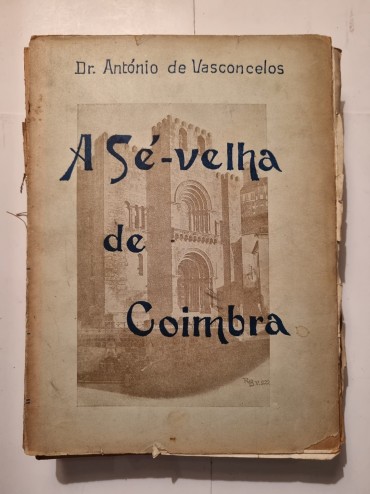 Dr. António de Vasconcelos
A Sé-velha
de
Coimbra